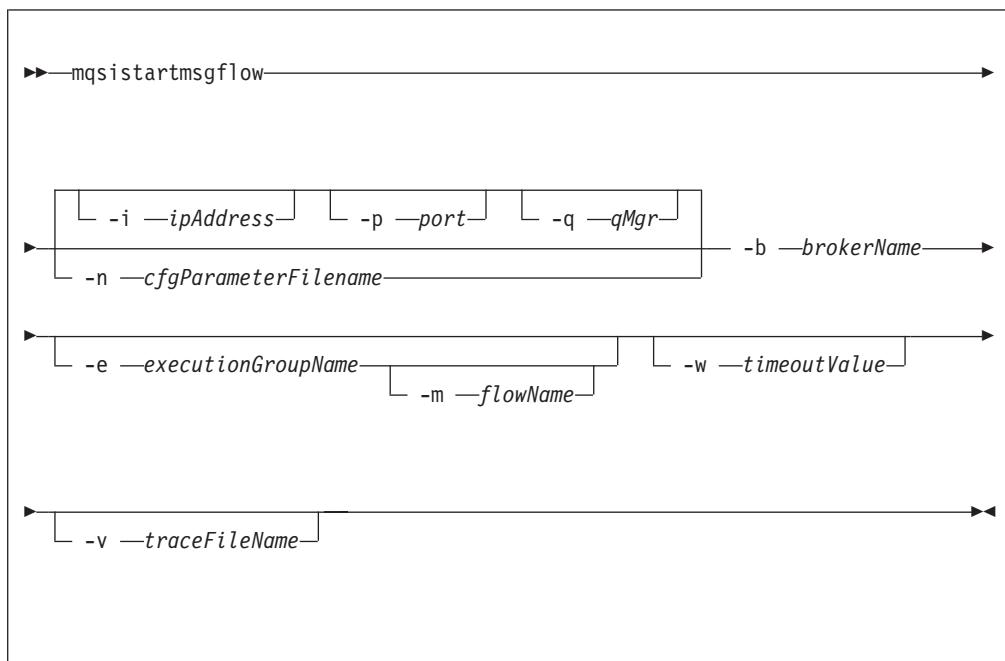 mqsistartmsgflow
-i ipAddress -p port -q qMgr
-b brokerName
-n cfgParameterFilename
-e executionGroupName -w timeoutValue
-m flowName
-v traceFileName